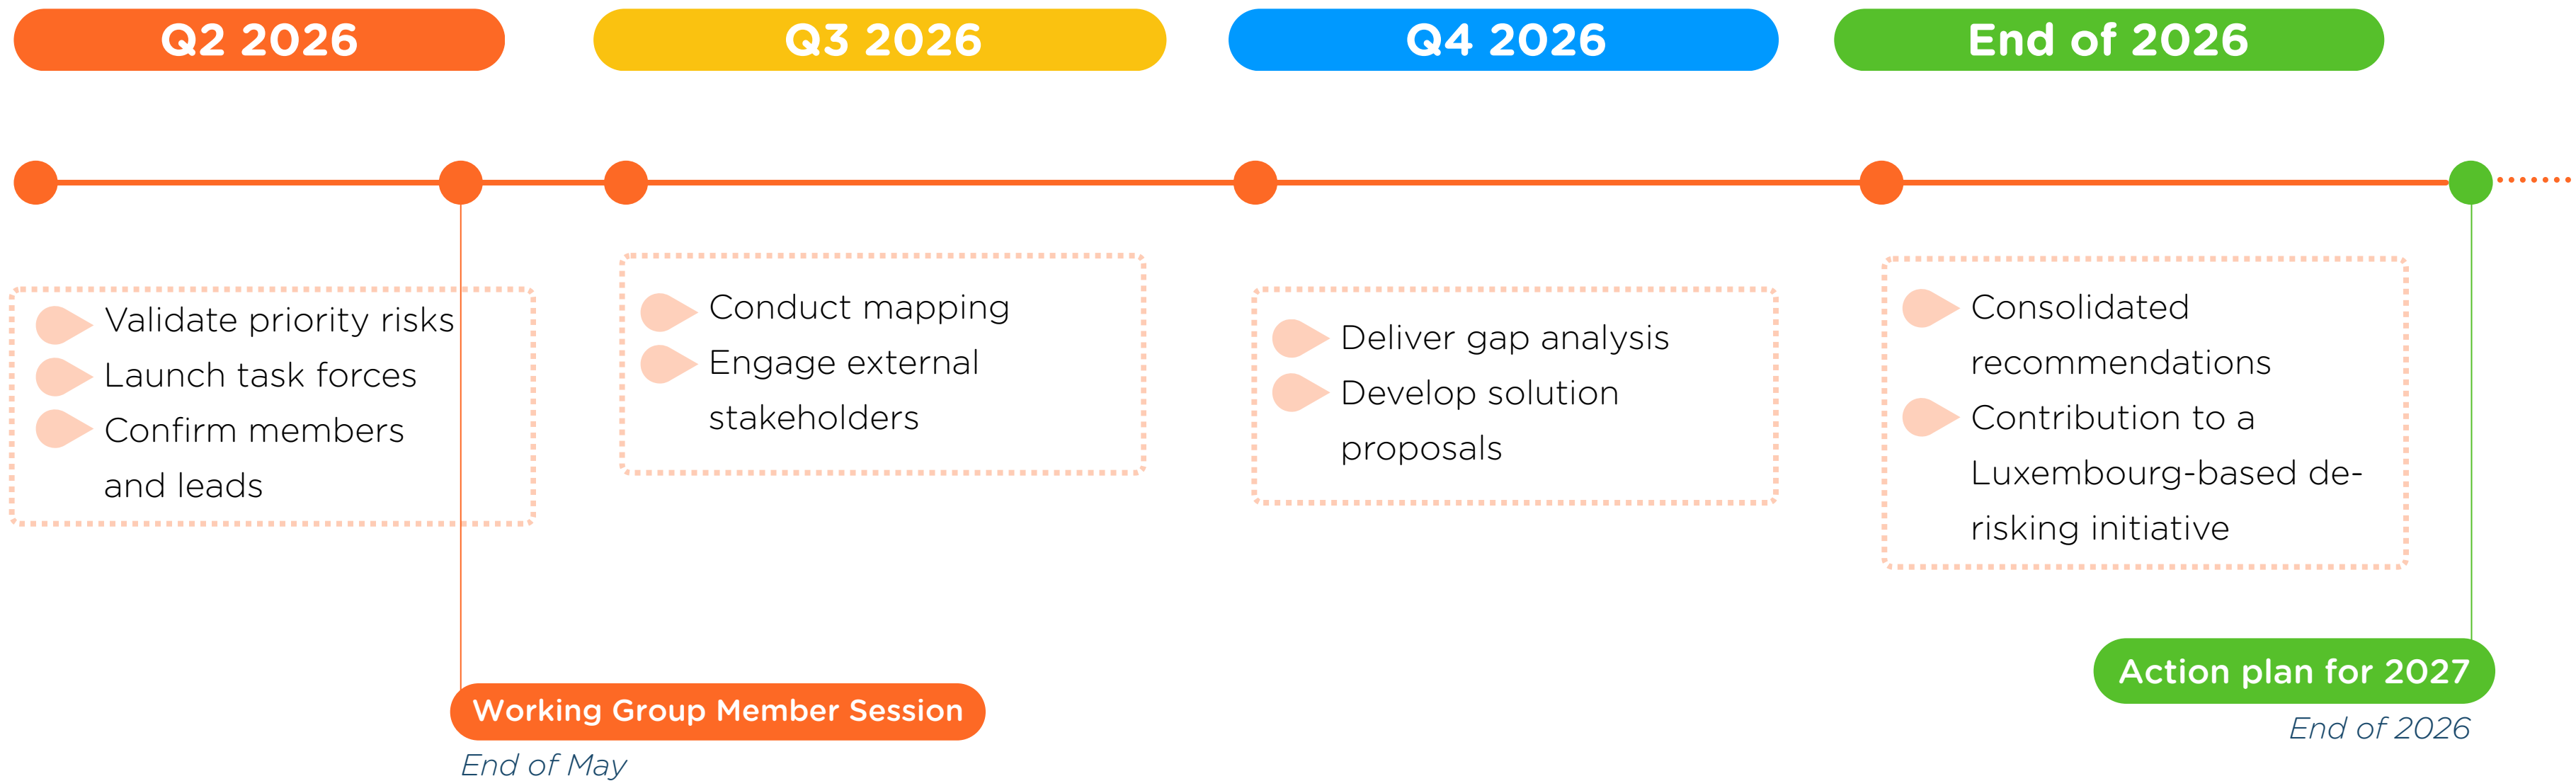 Q2 2026
Q3 2026
Q4 2026
End of 2026
Validate priority risks
Launch task forces
Confirm members
and leads
Conduct mapping
Engage external
stakeholders
Deliver gap analysis
Develop solution
proposals
Consolidated
recommendations
Contribution to a
Luxembourg-based de-
risking initiative
Working Group Member Session
End of May
Action plan for 2027
End of 2026